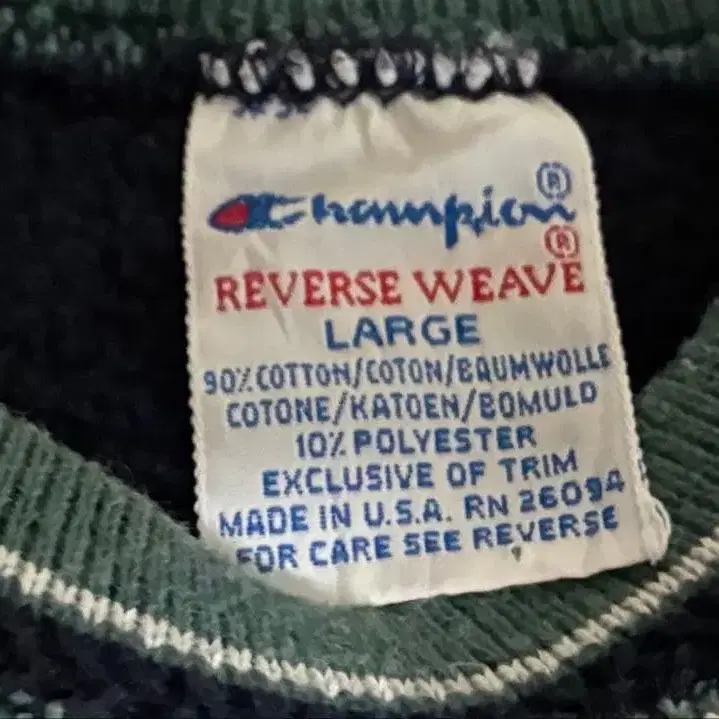 Champion®
REVERSE WEAVE®
LARGE
90% COTTON/COTON/BAUMWOLLE
COTONE/KATOEN/BOMULD
10% POLYESTER
EXCLUSIVE OF TRIM
MADE IN U.S.A. RN 26094
FOR CARE SEE REVERSE